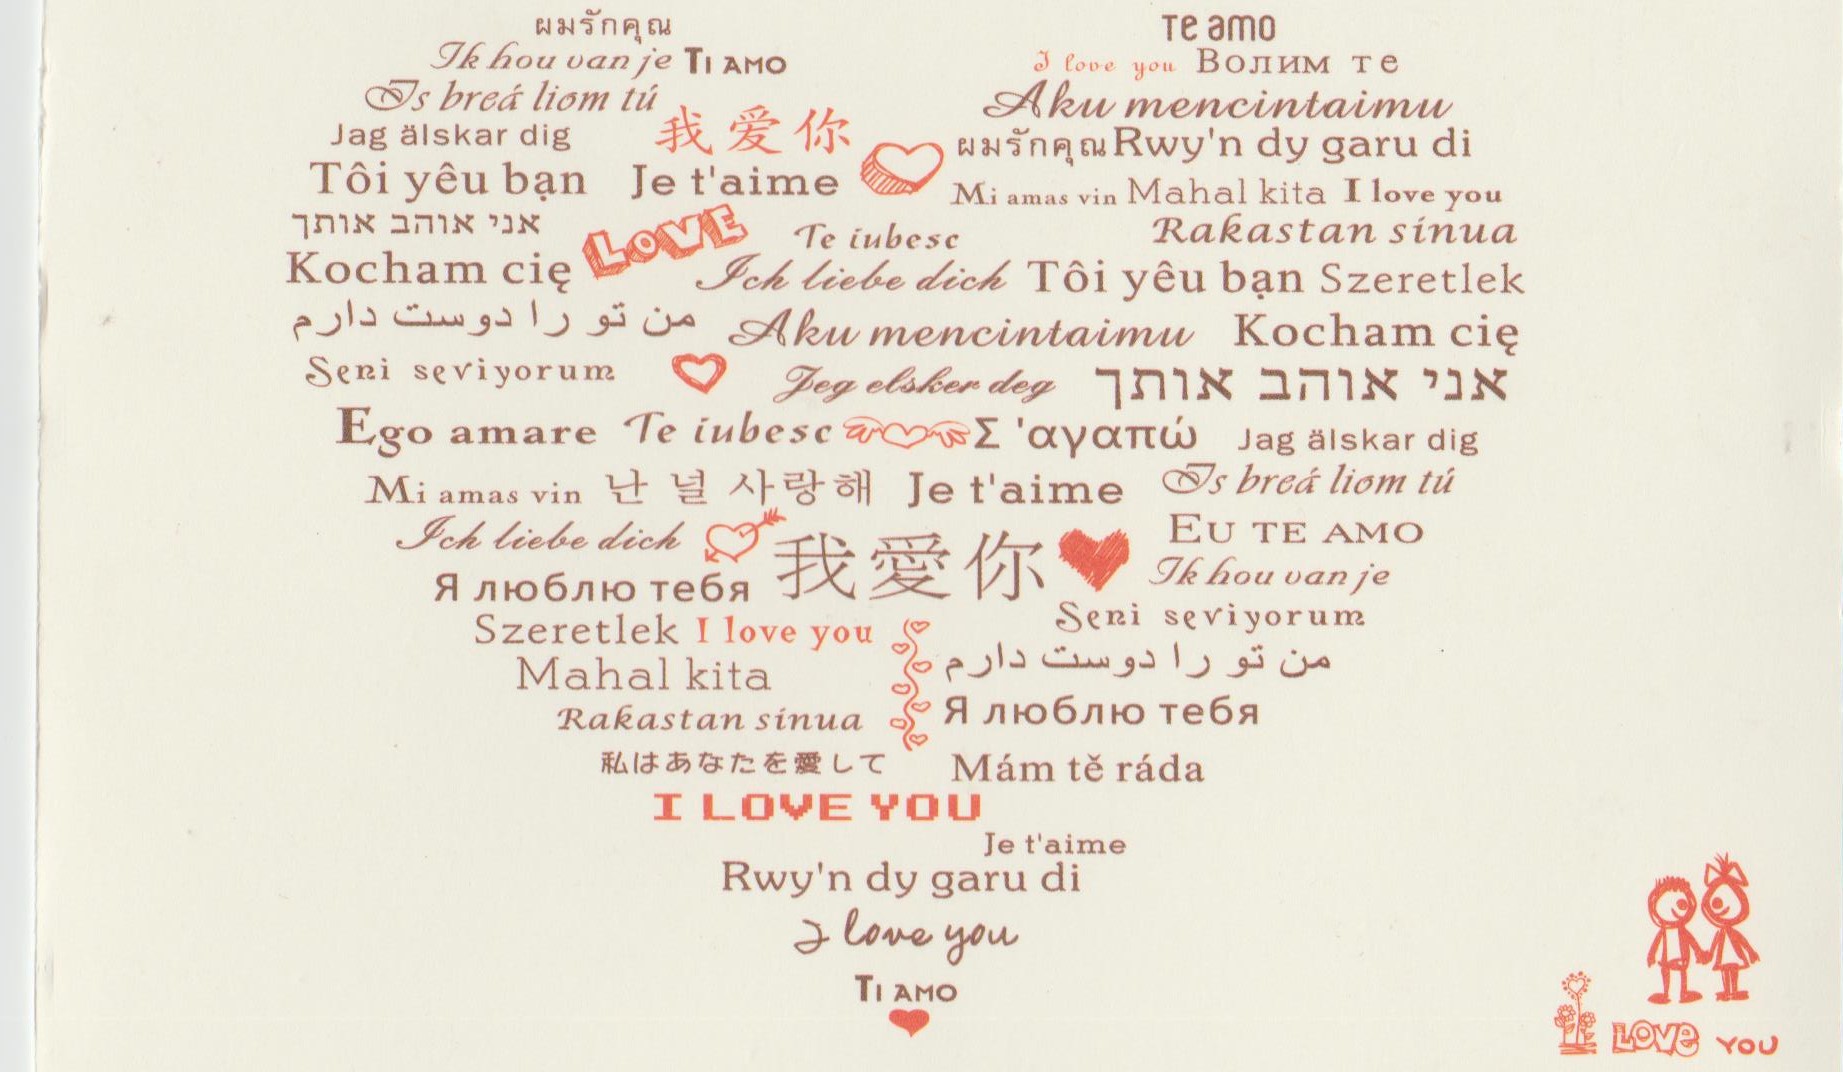 ผมรักคุณ Te amo
Ik hou van je Ti amo I love you Волим те
Is breá liom tú Aku mencintaimu
Jag älskar dig 我爱你 ผมรักคุณ Rwy'n dy garu di
Tôi yêu bạn Je t'aime Mi amas vin Mahal kita I love you
אני אוהב אותך LOVE Te iubesc Rakastan sinua
Kocham cię Ich liebe dich Tôi yêu bạn Szeretlek
من تو را دوست دارم Aku mencintaimu Kocham cię
Seni seviyorum Jeg elsker deg אני אוהב אותך
Ego amare Te iubesc Σ 'αγαπώ Jag älskar dig
Mi amas vin 난 널 사랑해 Je t'aime Is breá liom tú
Ich liebe dich 我愛你 Eu te amo
Я люблю тебя Ik hou van je
Szeretlek I love you Seni seviyorum
Mahal kita من تو را دوست دارم
Rakastan sinua Я люблю тебя
私はあなたを愛して Mám tě ráda
I LOVE YOU
Je t'aime
Rwy'n dy garu di
I love you
Ti amo
LOVE YOU